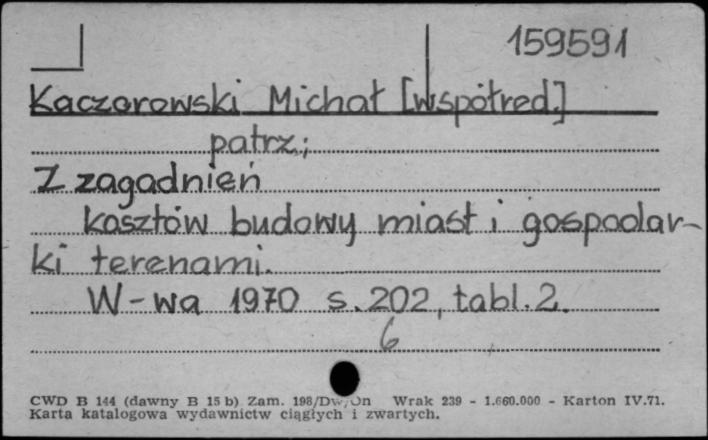 159591
Kaczorowski Michał [współred.]
patrz;
Z zagadnień
kosztów budowy miast i gospodar-
ki terenami.
W-wa 1970 s. 202, tabl. 2.
6
CWD B 144 (dawny B 15 b) Zam. 198/Dw/On Wrak 239 - 1.660.000 - Karton IV.71.
Karta katalogowa wydawnictw ciągłych i zwartych.